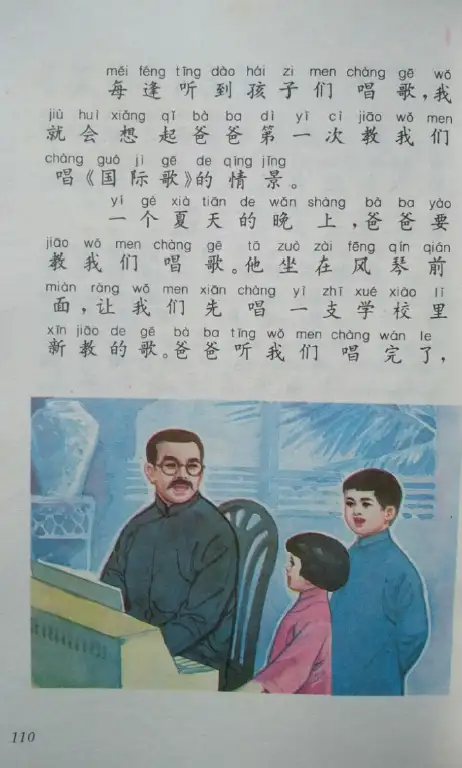 měi féng tīng dào hái zi men chàng gē wǒ
每逢听到孩子们唱歌,我
jiù huì xiǎng qǐ bà ba dì yī cì jiāo wǒ men
就会想起爸爸第一次教我们
chàng guó jì gē de qíng jǐng
唱《国际歌》的情景。
yí gè xià tiān de wǎn shàng bà ba yào
一个夏天的晚上,爸爸要
jiāo wǒ men chàng gē tā zuò zài fēng qín qián
教我们唱歌。他坐在风琴前
miàn ràng wǒ men xiān chàng yì zhī xué xiào li
面,让我们先唱一支学校里
xīn jiāo de gē bà ba tīng wǒ men chàng wán le
新教的歌。爸爸听我们唱完了,
110